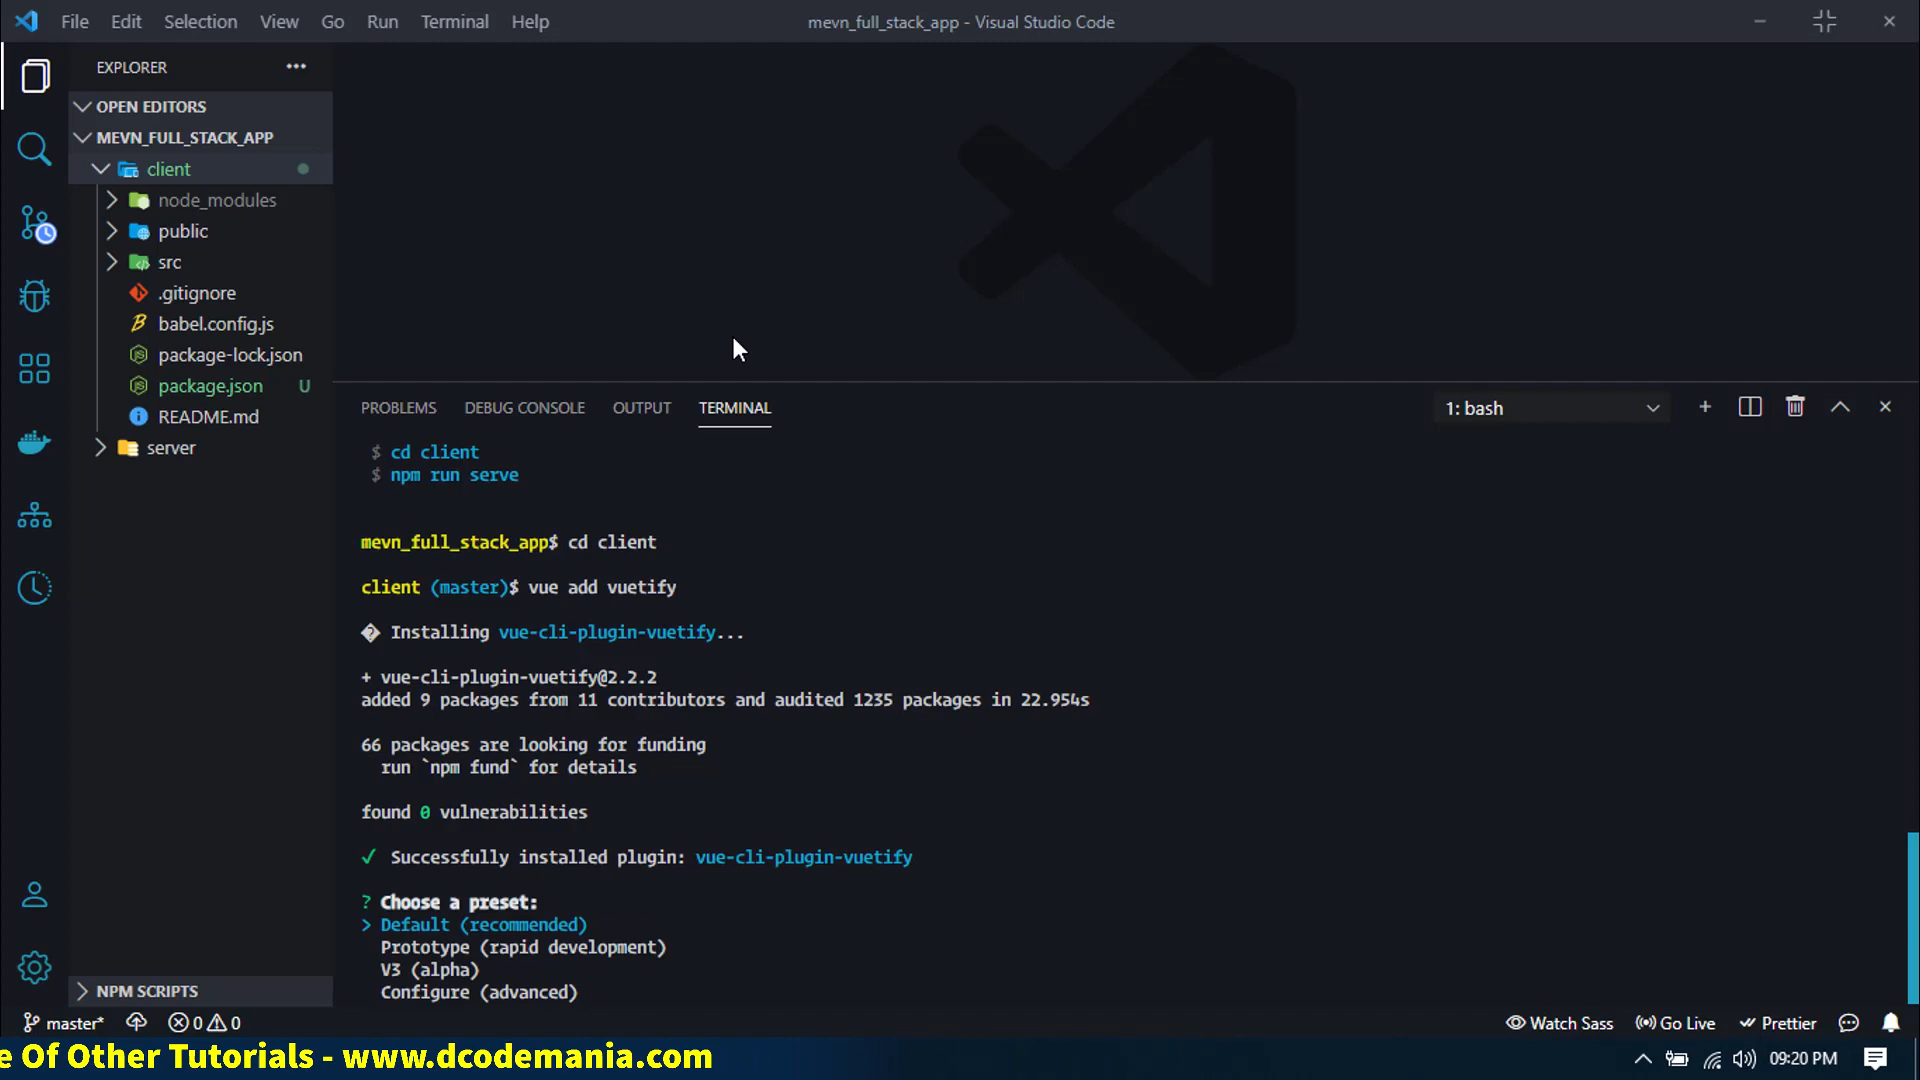 File Edit Selection View Go Run Terminal Help
mevn_full_stack_app - Visual Studio Code
EXPLORER
OPEN EDITORS
MEVN_FULL_STACK_APP
client
node_modules
public
src
.gitignore
babel.config.js
package-lock.json
package.json U
README.md
server
NPM SCRIPTS
PROBLEMS DEBUG CONSOLE OUTPUT TERMINAL
1: bash
$ cd client
$ npm run serve
mevn_full_stack_app$ cd client
client (master)$ vue add vuetify
� Installing vue-cli-plugin-vuetify...
+ vue-cli-plugin-vuetify@2.2.2
added 9 packages from 11 contributors and audited 1235 packages in 22.954s
66 packages are looking for funding
run `npm fund` for details
found 0 vulnerabilities
✓ Successfully installed plugin: vue-cli-plugin-vuetify
? Choose a preset:
> Default (recommended)
Prototype (rapid development)
V3 (alpha)
Configure (advanced)
master* 0 0
Watch Sass Go Live Prettier
e Of Other Tutorials - www.dcodemania.com
09:20 PM